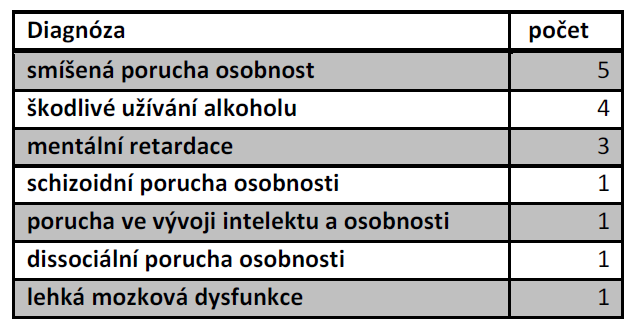 Diagnóza počet
smíšená porucha osobnost 5
škodlivé užívání alkoholu 4
mentální retardace 3
schizoidní porucha osobnosti 1
porucha ve vývoji intelektu a osobnosti 1
dissociální porucha osobnosti 1
lehká mozková dysfunkce 1